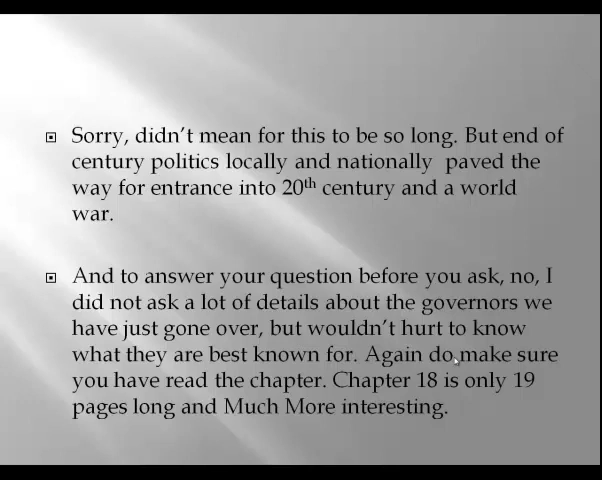 Sorry, didn't mean for this to be so long. But end of
century politics locally and nationally paved the
way for entrance into 20th century and a world
war.
And to answer your question before you ask, no, I
did not ask a lot of details about the governors we
have just gone over, but wouldn't hurt to know
what they are best known for. Again do make sure
you have read the chapter. Chapter 18 is only 19
pages long and Much More interesting.